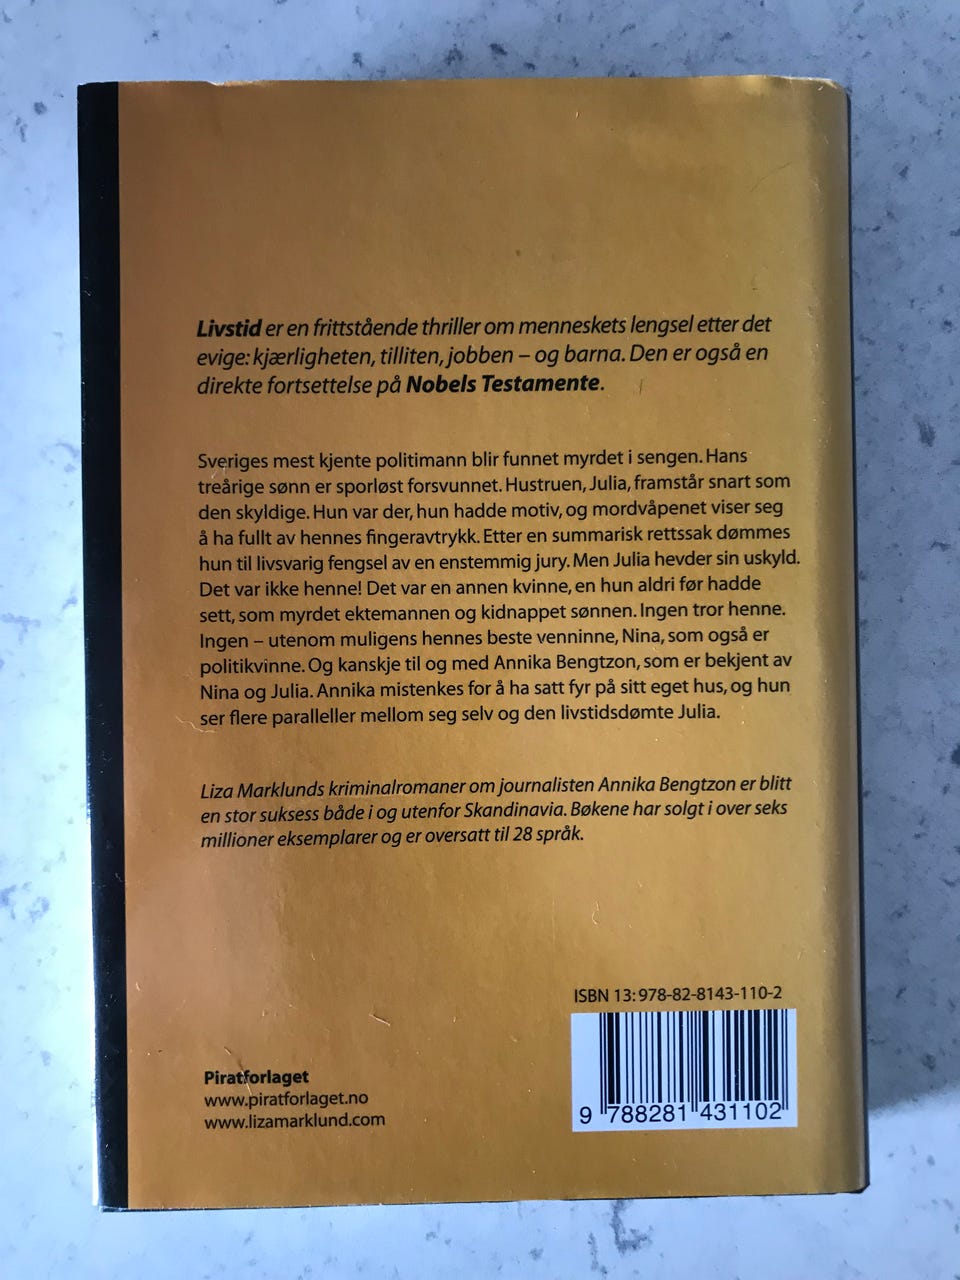 Livstid er en frittstående thriller om menneskets lengsel etter det
evige: kjærligheten, tilliten, jobben – og barna. Den er også en
direkte fortsettelse på Nobels Testamente.
Sveriges mest kjente politimann blir funnet myrdet i sengen. Hans
treårige sønn er sporløst forsvunnet. Hustruen, Julia, framstår snart som
den skyldige. Hun var der, hun hadde motiv, og mordvåpenet viser seg
å ha fullt av hennes fingeravtrykk. Etter en summarisk rettssak dømmes
hun til livsvarig fengsel av en enstemmig jury. Men Julia hevder sin uskyld.
Det var ikke henne! Det var en annen kvinne, en hun aldri før hadde
sett, som myrdet ektemannen og kidnappet sønnen. Ingen tror henne.
Ingen – utenom muligens hennes beste venninne, Nina, som også er
politikvinne. Og kanskje til og med Annika Bengtzon, som er bekjent av
Nina og Julia. Annika mistenkes for å ha satt fyr på sitt eget hus, og hun
ser flere paralleller mellom seg selv og den livstidsdømte Julia.
Liza Marklunds kriminalromaner om journalisten Annika Bengtzon er blitt
en stor suksess både i og utenfor Skandinavia. Bøkene har solgt i over seks
millioner eksemplarer og er oversatt til 28 språk.
ISBN 13: 978-82-8143-110-2
9 788281 431102
Piratforlaget
www.piratforlaget.no
www.lizamarklund.com